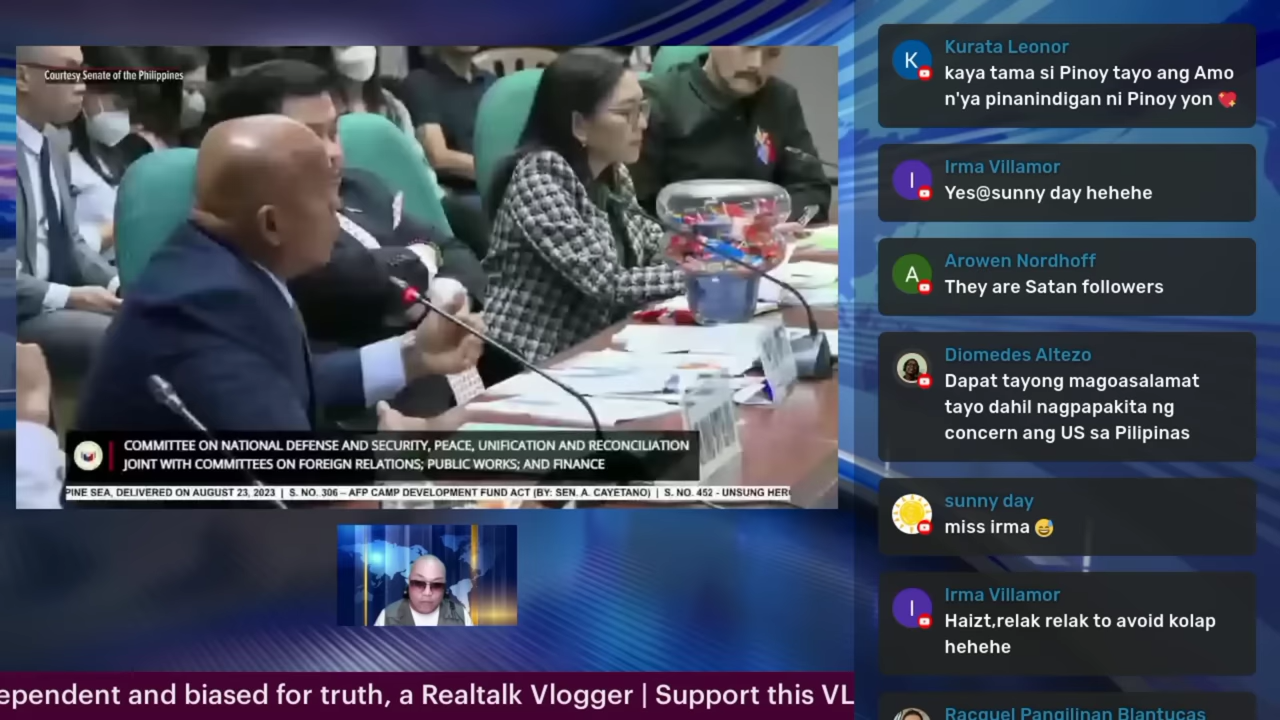 Courtesy Senate of the Philippines
COMMITTEE ON NATIONAL DEFENSE AND SECURITY, PEACE, UNIFICATION AND RECONCILIATION
JOINT WITH COMMITTEES ON FOREIGN RELATIONS; PUBLIC WORKS; AND FINANCE
PINE SEA, DELIVERED ON AUGUST 23, 2023 | S. NO. 306 – AFP CAMP DEVELOPMENT FUND ACT (BY: SEN. A. CAYETANO) | S. NO. 452 - UNSUNG HER
ependent and biased for truth, a Realtalk Vlogger | Support this VL
K
Kurata Leonor
kaya tama si Pinoy tayo ang Amo
n'ya pinanindigan ni Pinoy yon 💘
I
Irma Villamor
Yes@sunny day hehehe
A
Arowen Nordhoff
They are Satan followers
Diomedes Altezo
Dapat tayong magoasalamat
tayo dahil nagpapakita ng
concern ang US sa Pilipinas
sunny day
miss irma 😅
I
Irma Villamor
Haizt,relak relak to avoid kolap
hehehe
Racquel Pangilinan Blantucas